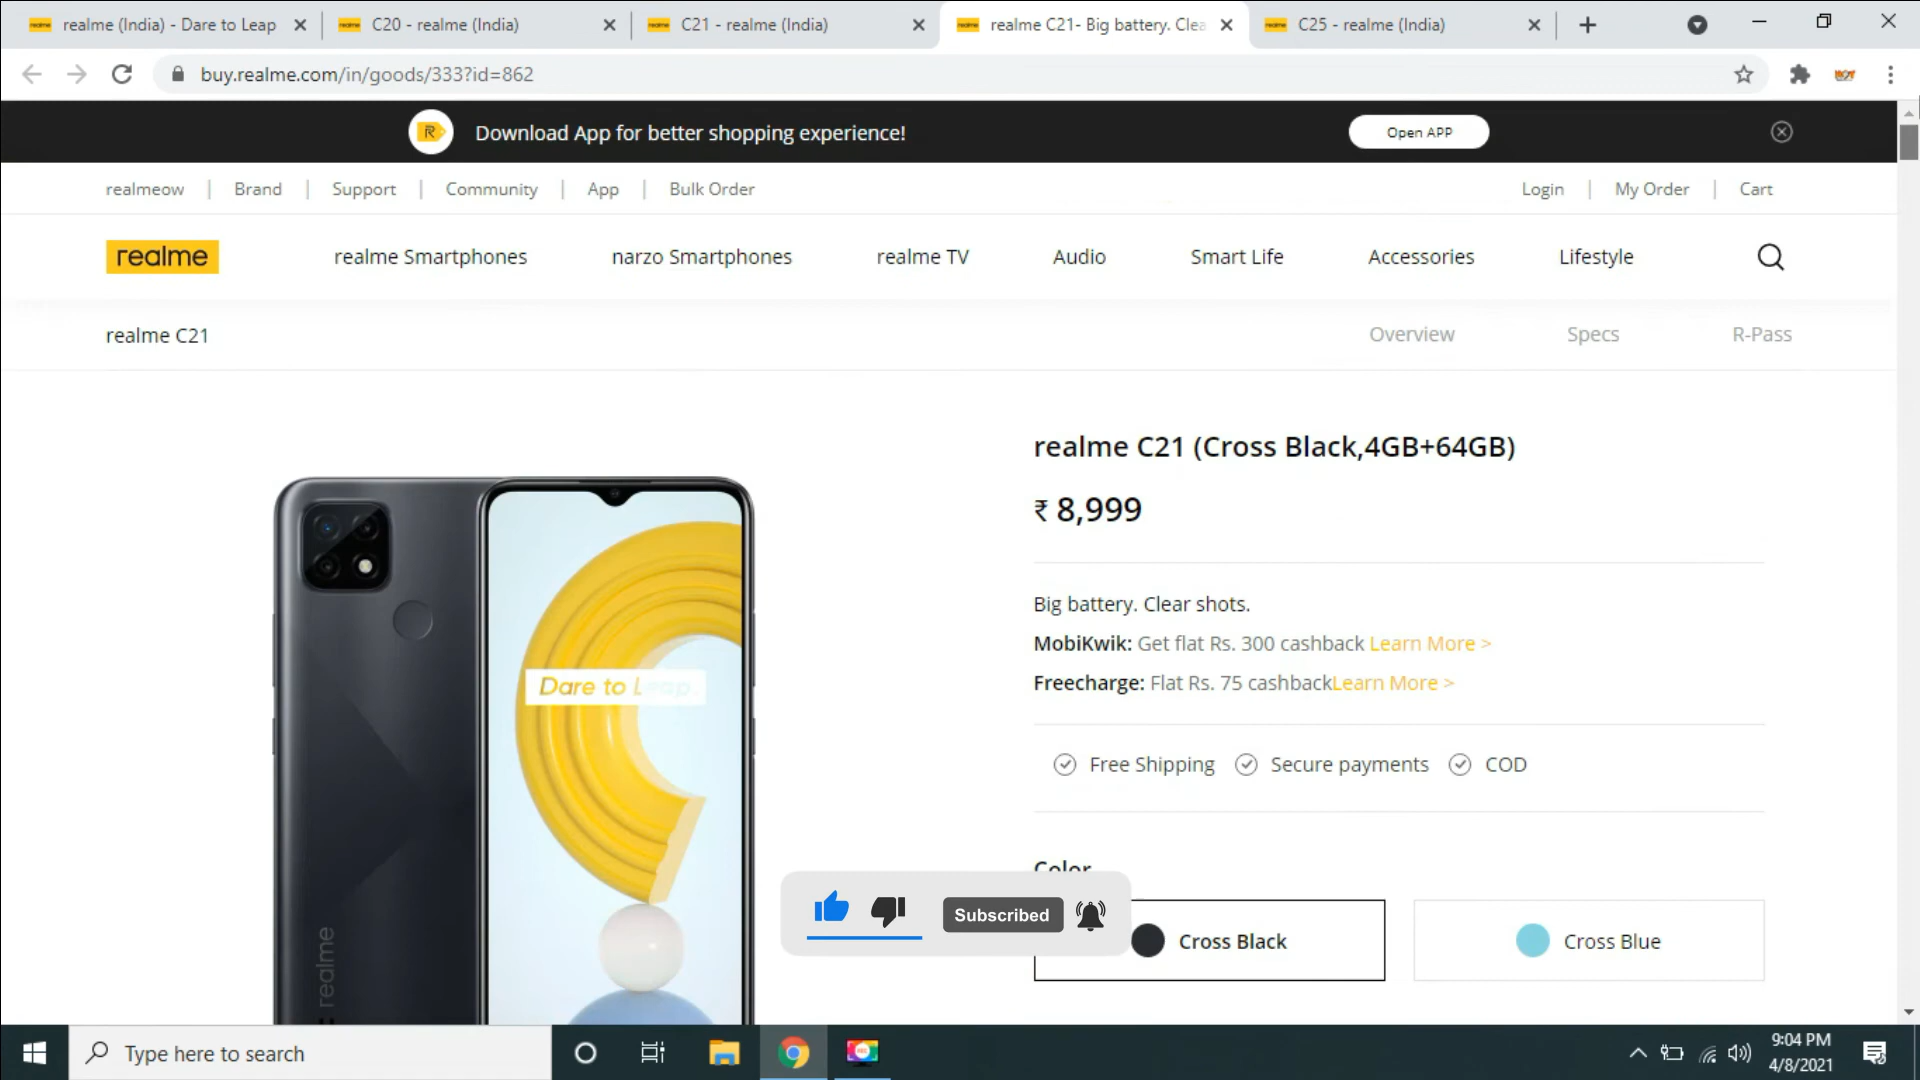 realme (India) - Dare to Leap
C20 - realme (India)
C21 - realme (India)
realme C21- Big battery. Clea
C25 - realme (India)
buy.realme.com/in/goods/333?id=862
Download App for better shopping experience!
Open APP
realmeow | Brand | Support | Community | App | Bulk Order
Login | My Order | Cart
realme
realme Smartphones narzo Smartphones realme TV Audio Smart Life Accessories Lifestyle
realme C21
Overview Specs R-Pass
realme C21 (Cross Black,4GB+64GB)
₹ 8,999
Big battery. Clear shots.
MobiKwik: Get flat Rs. 300 cashback Learn More >
Freecharge: Flat Rs. 75 cashbackLearn More >
Free Shipping Secure payments COD
Color
Cross Black
Cross Blue
Dare to Leap
realme
Subscribed
Type here to search
9:04 PM
4/8/2021